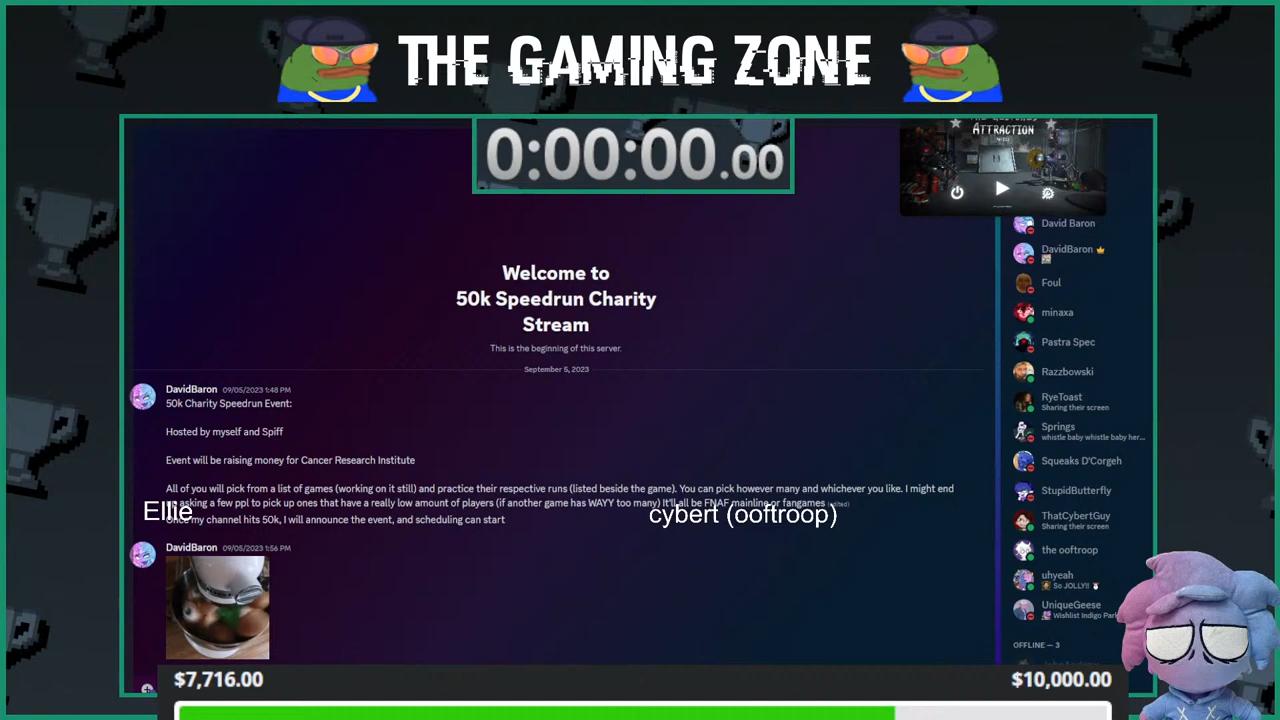 THE GAMING ZONE
0:00:00.00
ATTRACTION
Welcome to
50k Speedrun Charity
Stream
This is the beginning of this server.
September 5, 2023
DavidBaron 09/05/2023 1:48 PM
50k Charity Speedrun Event:
Hosted by myself and Spiff
Event will be raising money for Cancer Research Institute
All of you will pick from a list of games (working on it still) and practice their respective runs (listed beside the game). You can pick however many and whichever you like. I might end
asking a few ppl to pick up ones that have a really low amount of players (if another game has WAYY too many) It'll all be FNAF mainline or fangames (edited)
Once my channel hits 50k, I will announce the event, and scheduling can start
Ellie
cybert (ooftroop)
DavidBaron 09/05/2023 1:56 PM
David Baron
DavidBaron
Foul
minaxa
Pastra Spec
Razzbowski
RyeToast
Sharing their screen
Springs
whistle baby whistle baby her...
Squeaks D'Corgeh
StupidButterfly
ThatCybertGuy
Sharing their screen
the ooftroop
uhyeah
So JOLLY!!
UniqueGeese
Wishlist Indigo Park
OFFLINE — 3
$7,716.00
$10,000.00